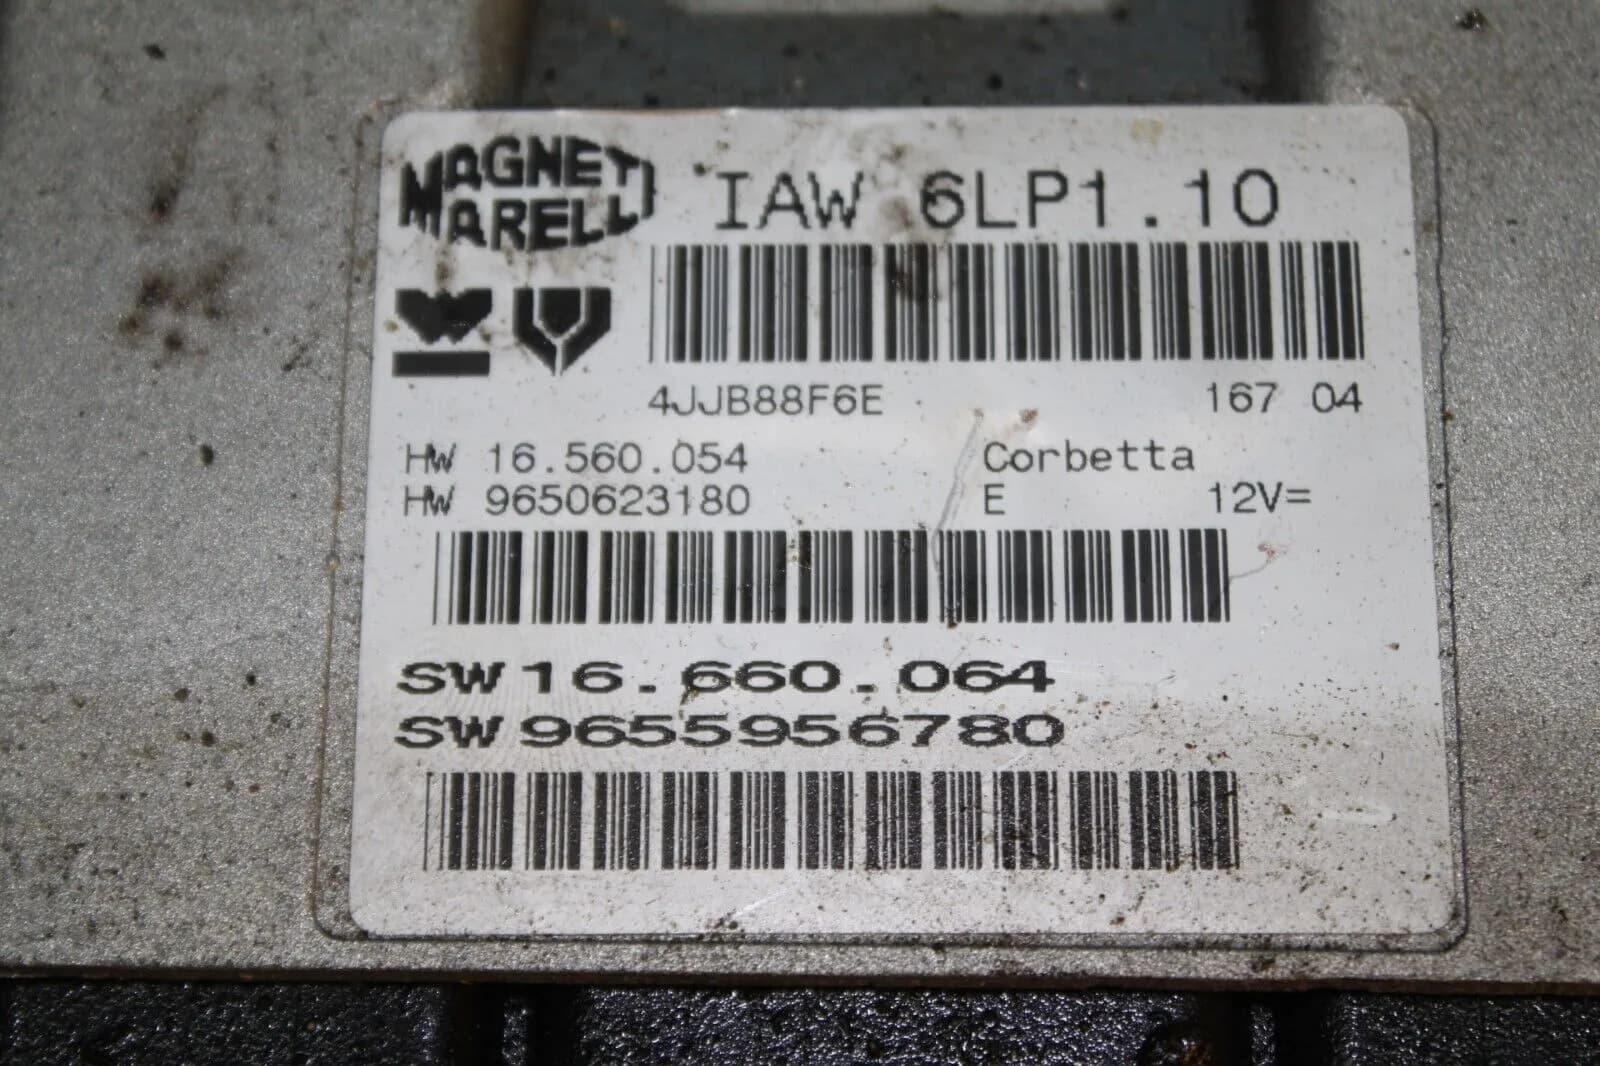 MAGNETI
MARELLI
IAW 6LP1.10
4JJB88F6E 167 04
HW 16.560.054 Corbetta
HW 9650623180 E 12V=
SW 16.660.064
SW 9655956780